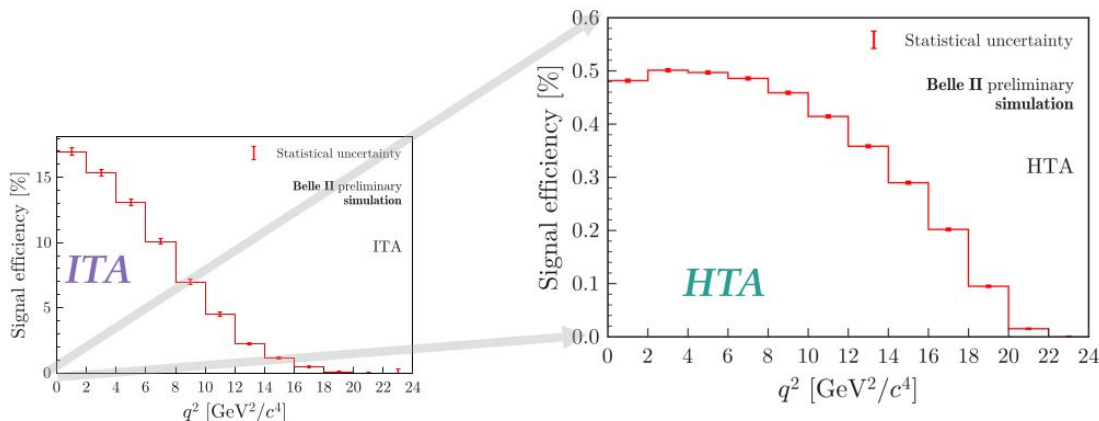 Signal efficiency [%]
15
10
5
0
Statistical uncertainty
Belle II preliminary
simulation
ITA
ITA
0 2 4 6 8 10 12 14 16 18 20 22 24
q² [GeV²/c⁴]
Signal efficiency [%]
0.6
0.5
0.4
0.3
0.2
0.1
0.0
Statistical uncertainty
Belle II preliminary
simulation
HTA
HTA
0 2 4 6 8 10 12 14 16 18 20 22 24
q² [GeV²/c⁴]